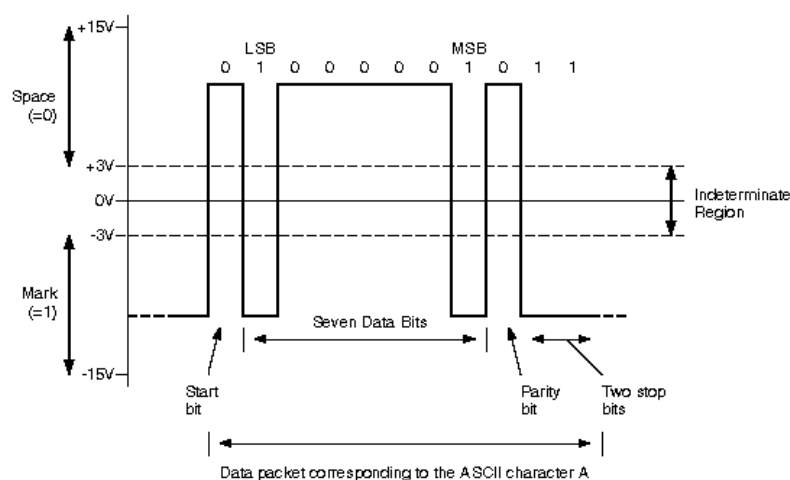 +15V
LSB MSB
0 1 0 0 0 0 0 1 0 1 1
Space
(=0)
+3V
0V
-3V
Indeterminate
Region
Mark
(=1)
Seven Data Bits
-15V
Start
bit
Parity
bit
Two stop
bits
Data packet corresponding to the ASCII character A